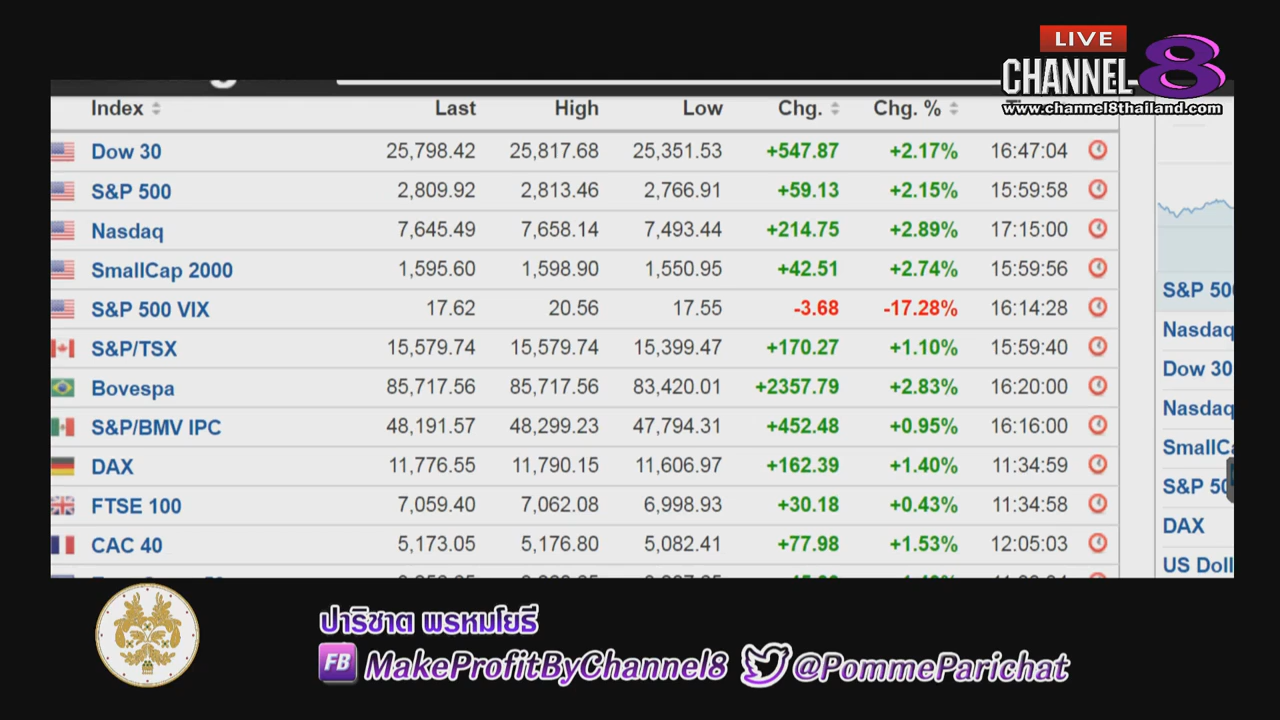 LIVE
CHANNEL 8
www.channel8thailand.com
Index Last High Low Chg. Chg. %
Dow 30 25,798.42 25,817.68 25,351.53 +547.87 +2.17% 16:47:04
S&P 500 2,809.92 2,813.46 2,766.91 +59.13 +2.15% 15:59:58
Nasdaq 7,645.49 7,658.14 7,493.44 +214.75 +2.89% 17:15:00
SmallCap 2000 1,595.60 1,598.90 1,550.95 +42.51 +2.74% 15:59:56
S&P 500 VIX 17.62 20.56 17.55 -3.68 -17.28% 16:14:28
S&P/TSX 15,579.74 15,579.74 15,399.47 +170.27 +1.10% 15:59:40
Bovespa 85,717.56 85,717.56 83,420.01 +2357.79 +2.83% 16:20:00
S&P/BMV IPC 48,191.57 48,299.23 47,794.31 +452.48 +0.95% 16:16:00
DAX 11,776.55 11,790.15 11,606.97 +162.39 +1.40% 11:34:59
FTSE 100 7,059.40 7,062.08 6,998.93 +30.18 +0.43% 11:34:58
CAC 40 5,173.05 5,176.80 5,082.41 +77.98 +1.53% 12:05:03
S&P 50
Nasdaq
Dow 30
Nasdaq
SmallCa
S&P 50
DAX
US Doll
ปาริชาต พรหมโยธี
FB MakeProfitByChannel8 @PommeParichat